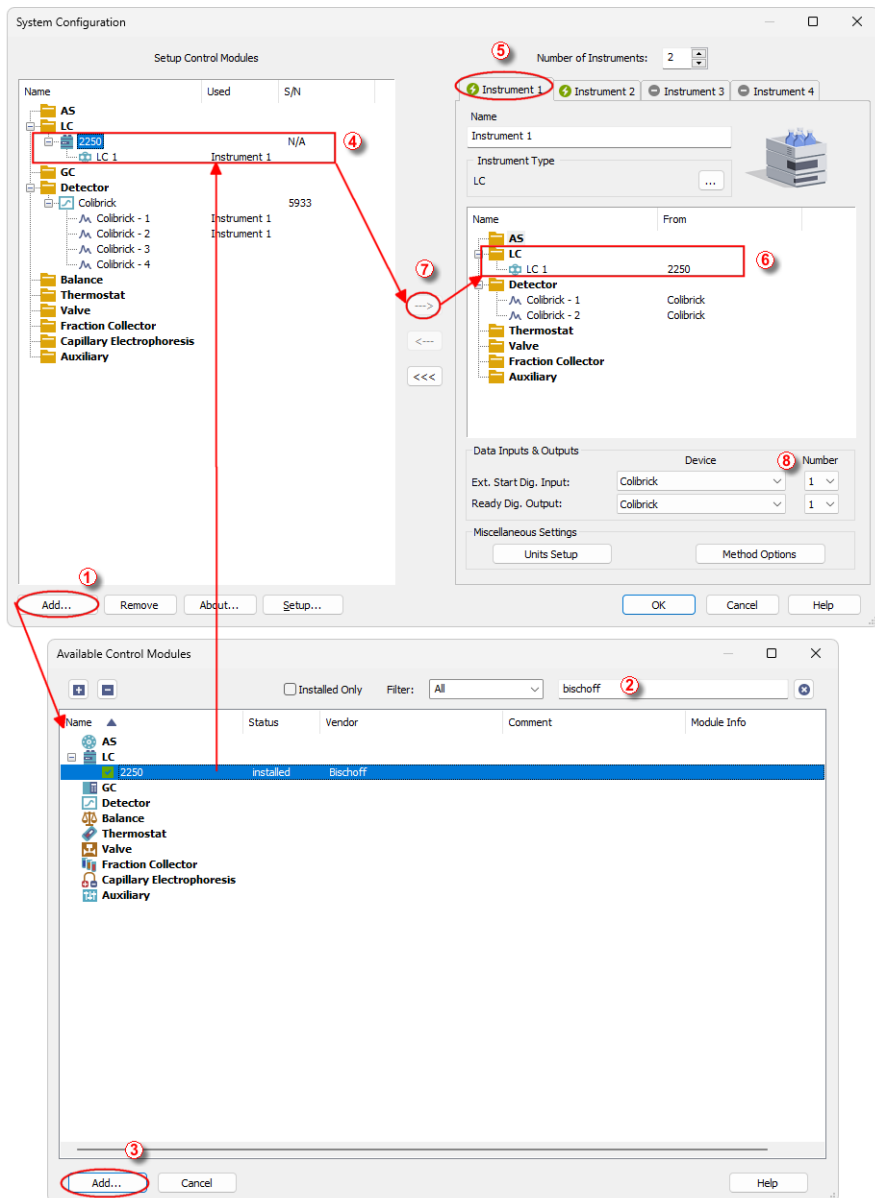 System Configuration
Setup Control Modules
⑤ Number of Instruments: 2
Name Used S/N
AS
LC
2250 N/A ④
LC 1 Instrument 1
GC
Detector
Colibrick 5933
Colibrick - 1 Instrument 1
Colibrick - 2 Instrument 1
Colibrick - 3
Colibrick - 4
Balance
Thermostat
Valve
Fraction Collector
Capillary Electrophoresis
Auxiliary
⑦
--->
<---
<<<
Instrument 1 Instrument 2 Instrument 3 Instrument 4
Name
Instrument 1
Instrument Type
LC ...
Name From
AS
LC
LC 1 2250 ⑥
Detector
Colibrick - 1 Colibrick
Colibrick - 2 Colibrick
Thermostat
Valve
Fraction Collector
Auxiliary
Data Inputs & Outputs
Device ⑧ Number
Ext. Start Dig. Input: Colibrick 1
Ready Dig. Output: Colibrick 1
Miscellaneous Settings
Units Setup Method Options
①
Add... Remove About... Setup... OK Cancel Help
Available Control Modules
Installed Only Filter: All bischoff ②
Name Status Vendor Comment Module Info
AS
LC
2250 installed Bischoff
GC
Detector
Balance
Thermostat
Valve
Fraction Collector
Capillary Electrophoresis
Auxiliary
③
Add... Cancel Help